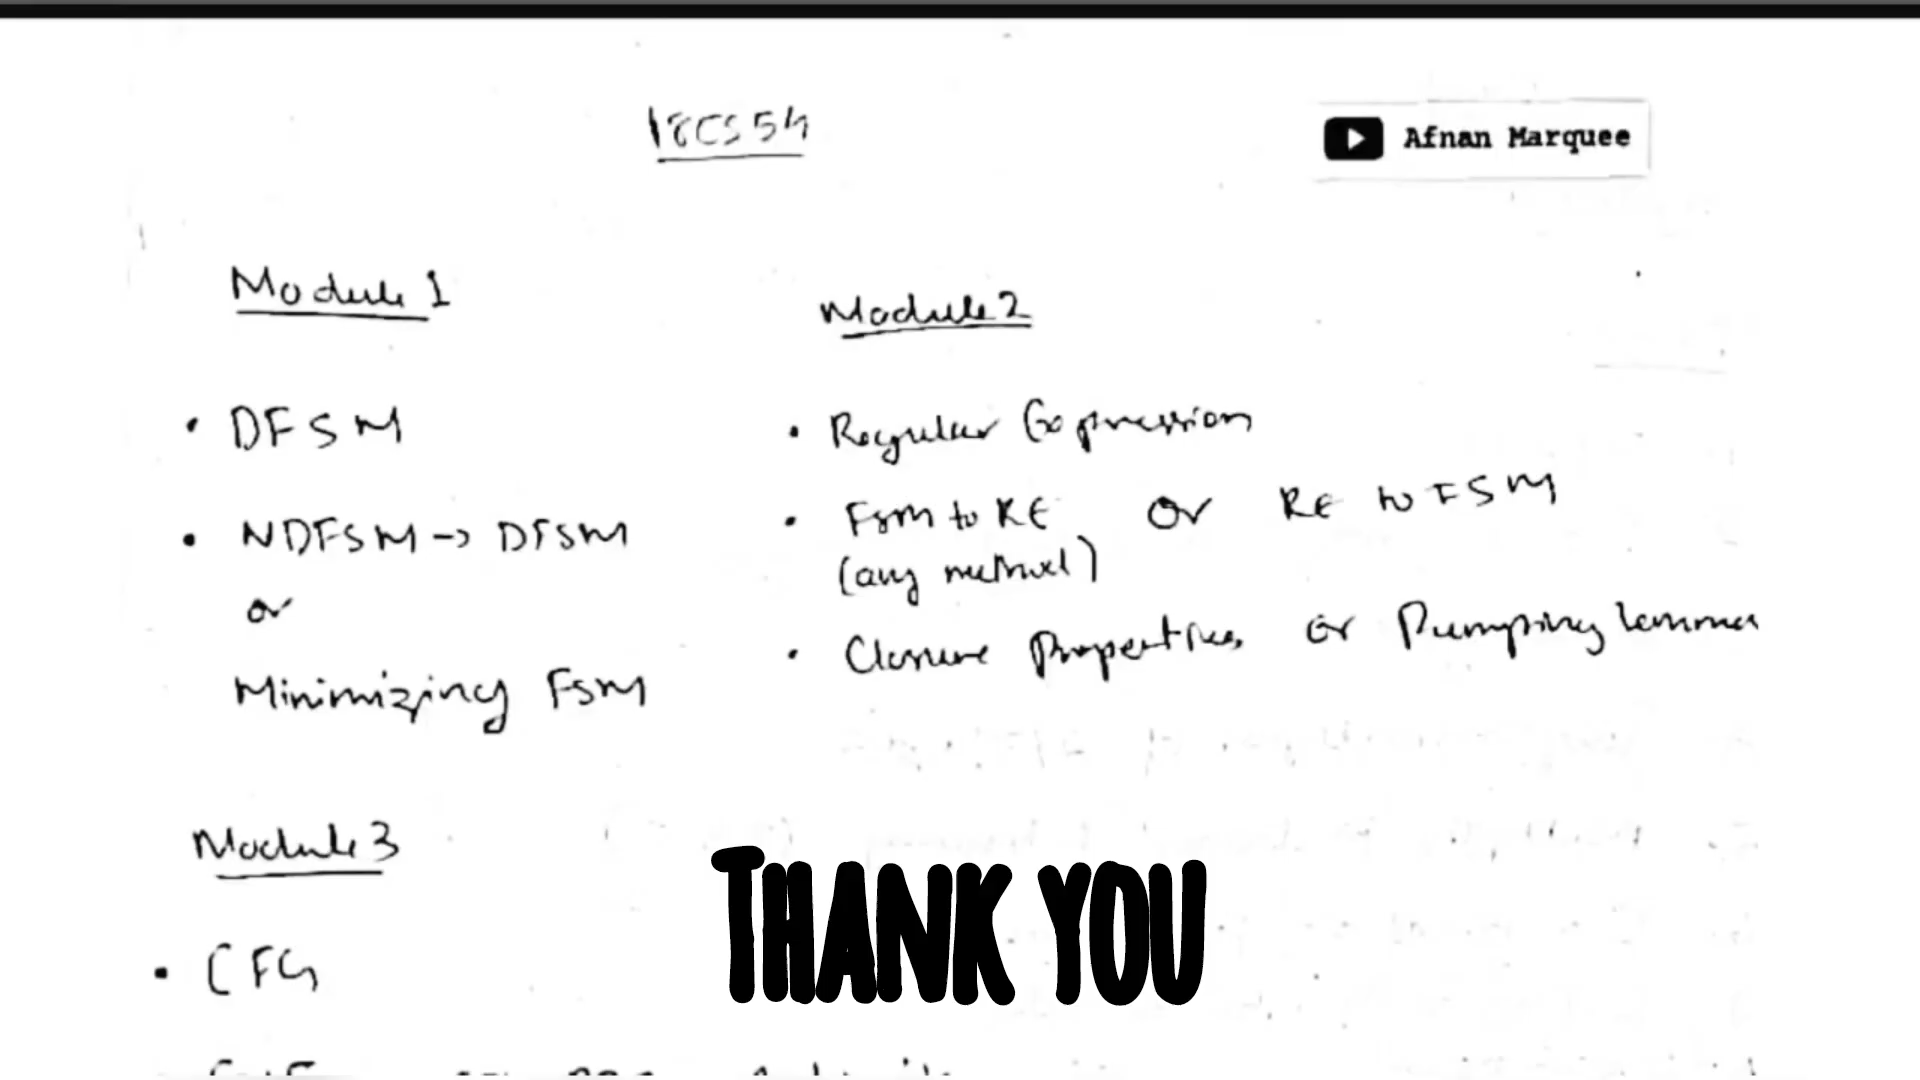 18CS54
Afnan Marquee
Module 1
• DFSM
• NDFSM -> DFSM
or
Minimizing FSM
Module 2
• Regular Expression
• FSM to RE or RE to FSM
(any method)
• Closure Properties or Pumping lemma
Module 3
• CFG
THANK YOU